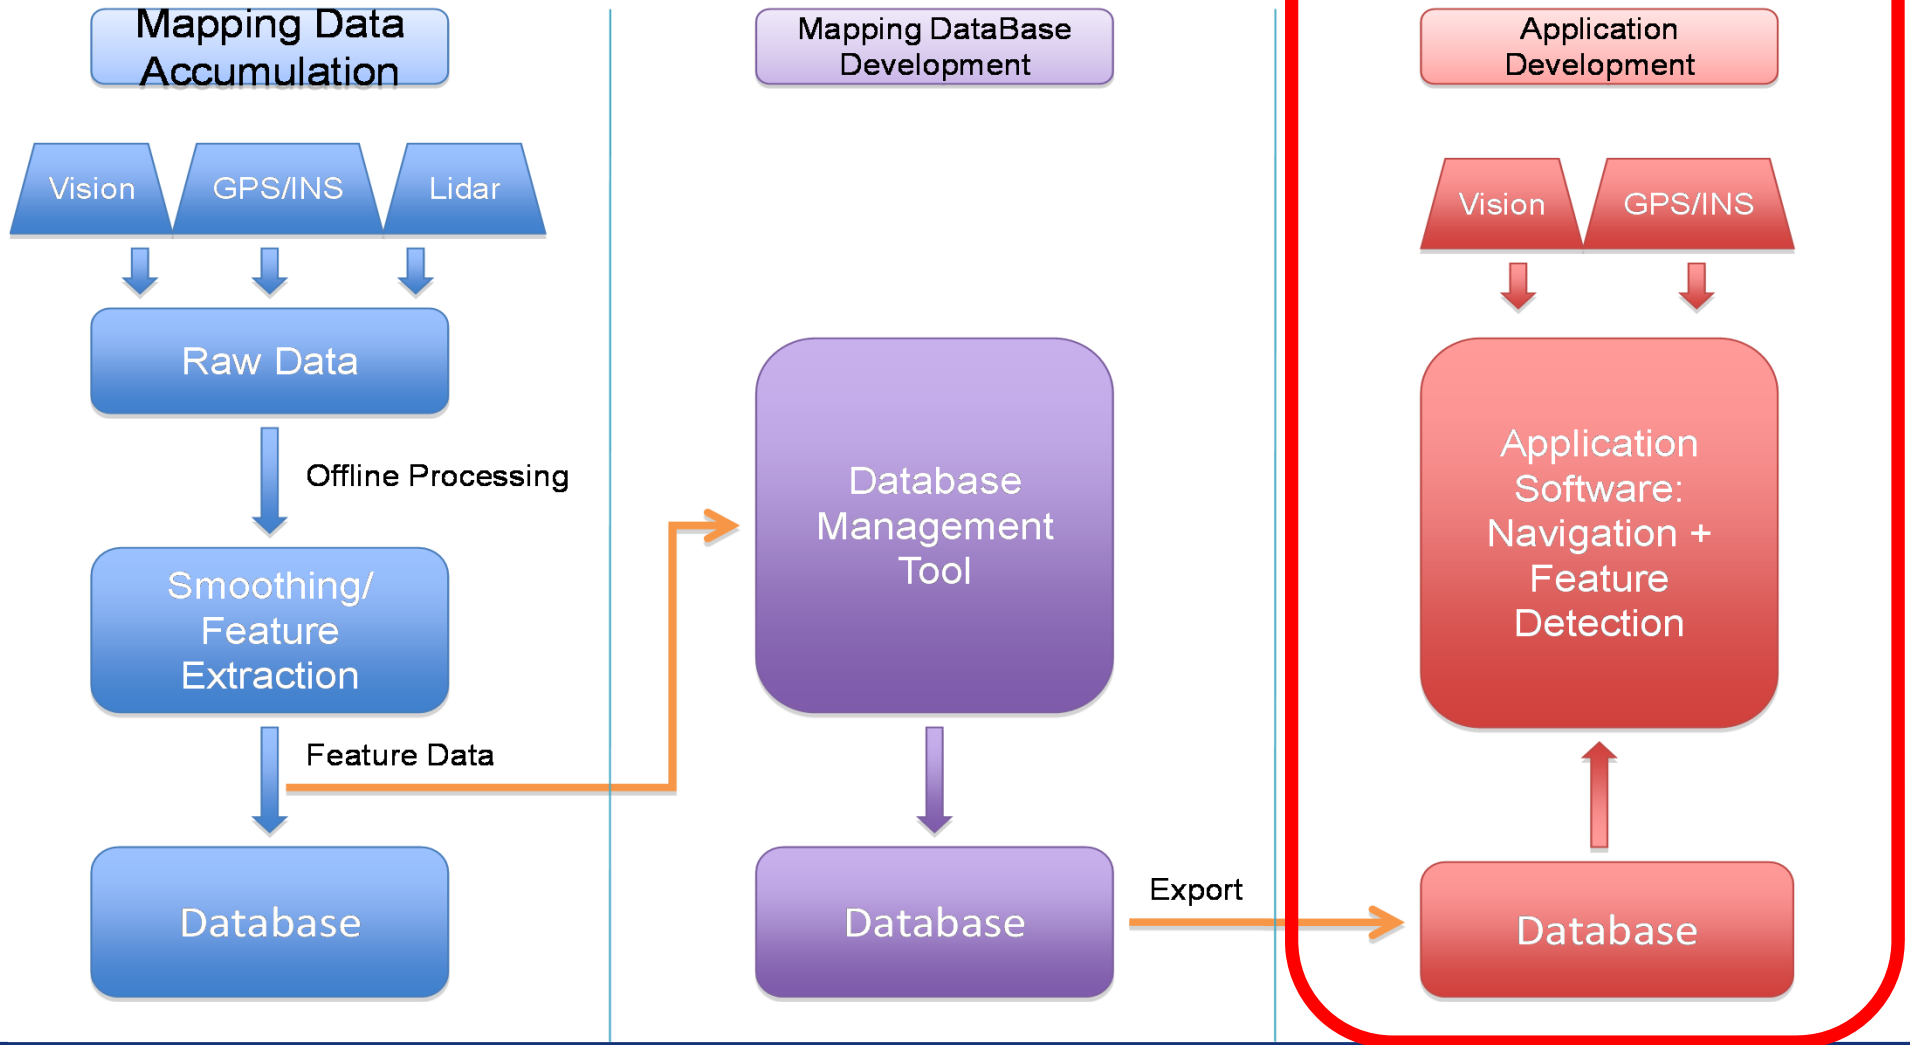 Mapping Data
Accumulation
Vision
GPS/INS
Lidar
Raw Data
Offline Processing
Smoothing/
Feature
Extraction
Feature Data
Database
Mapping DataBase
Development
Database
Management
Tool
Database
Export
Application
Development
Vision
GPS/INS
Application
Software:
Navigation +
Feature
Detection
Database